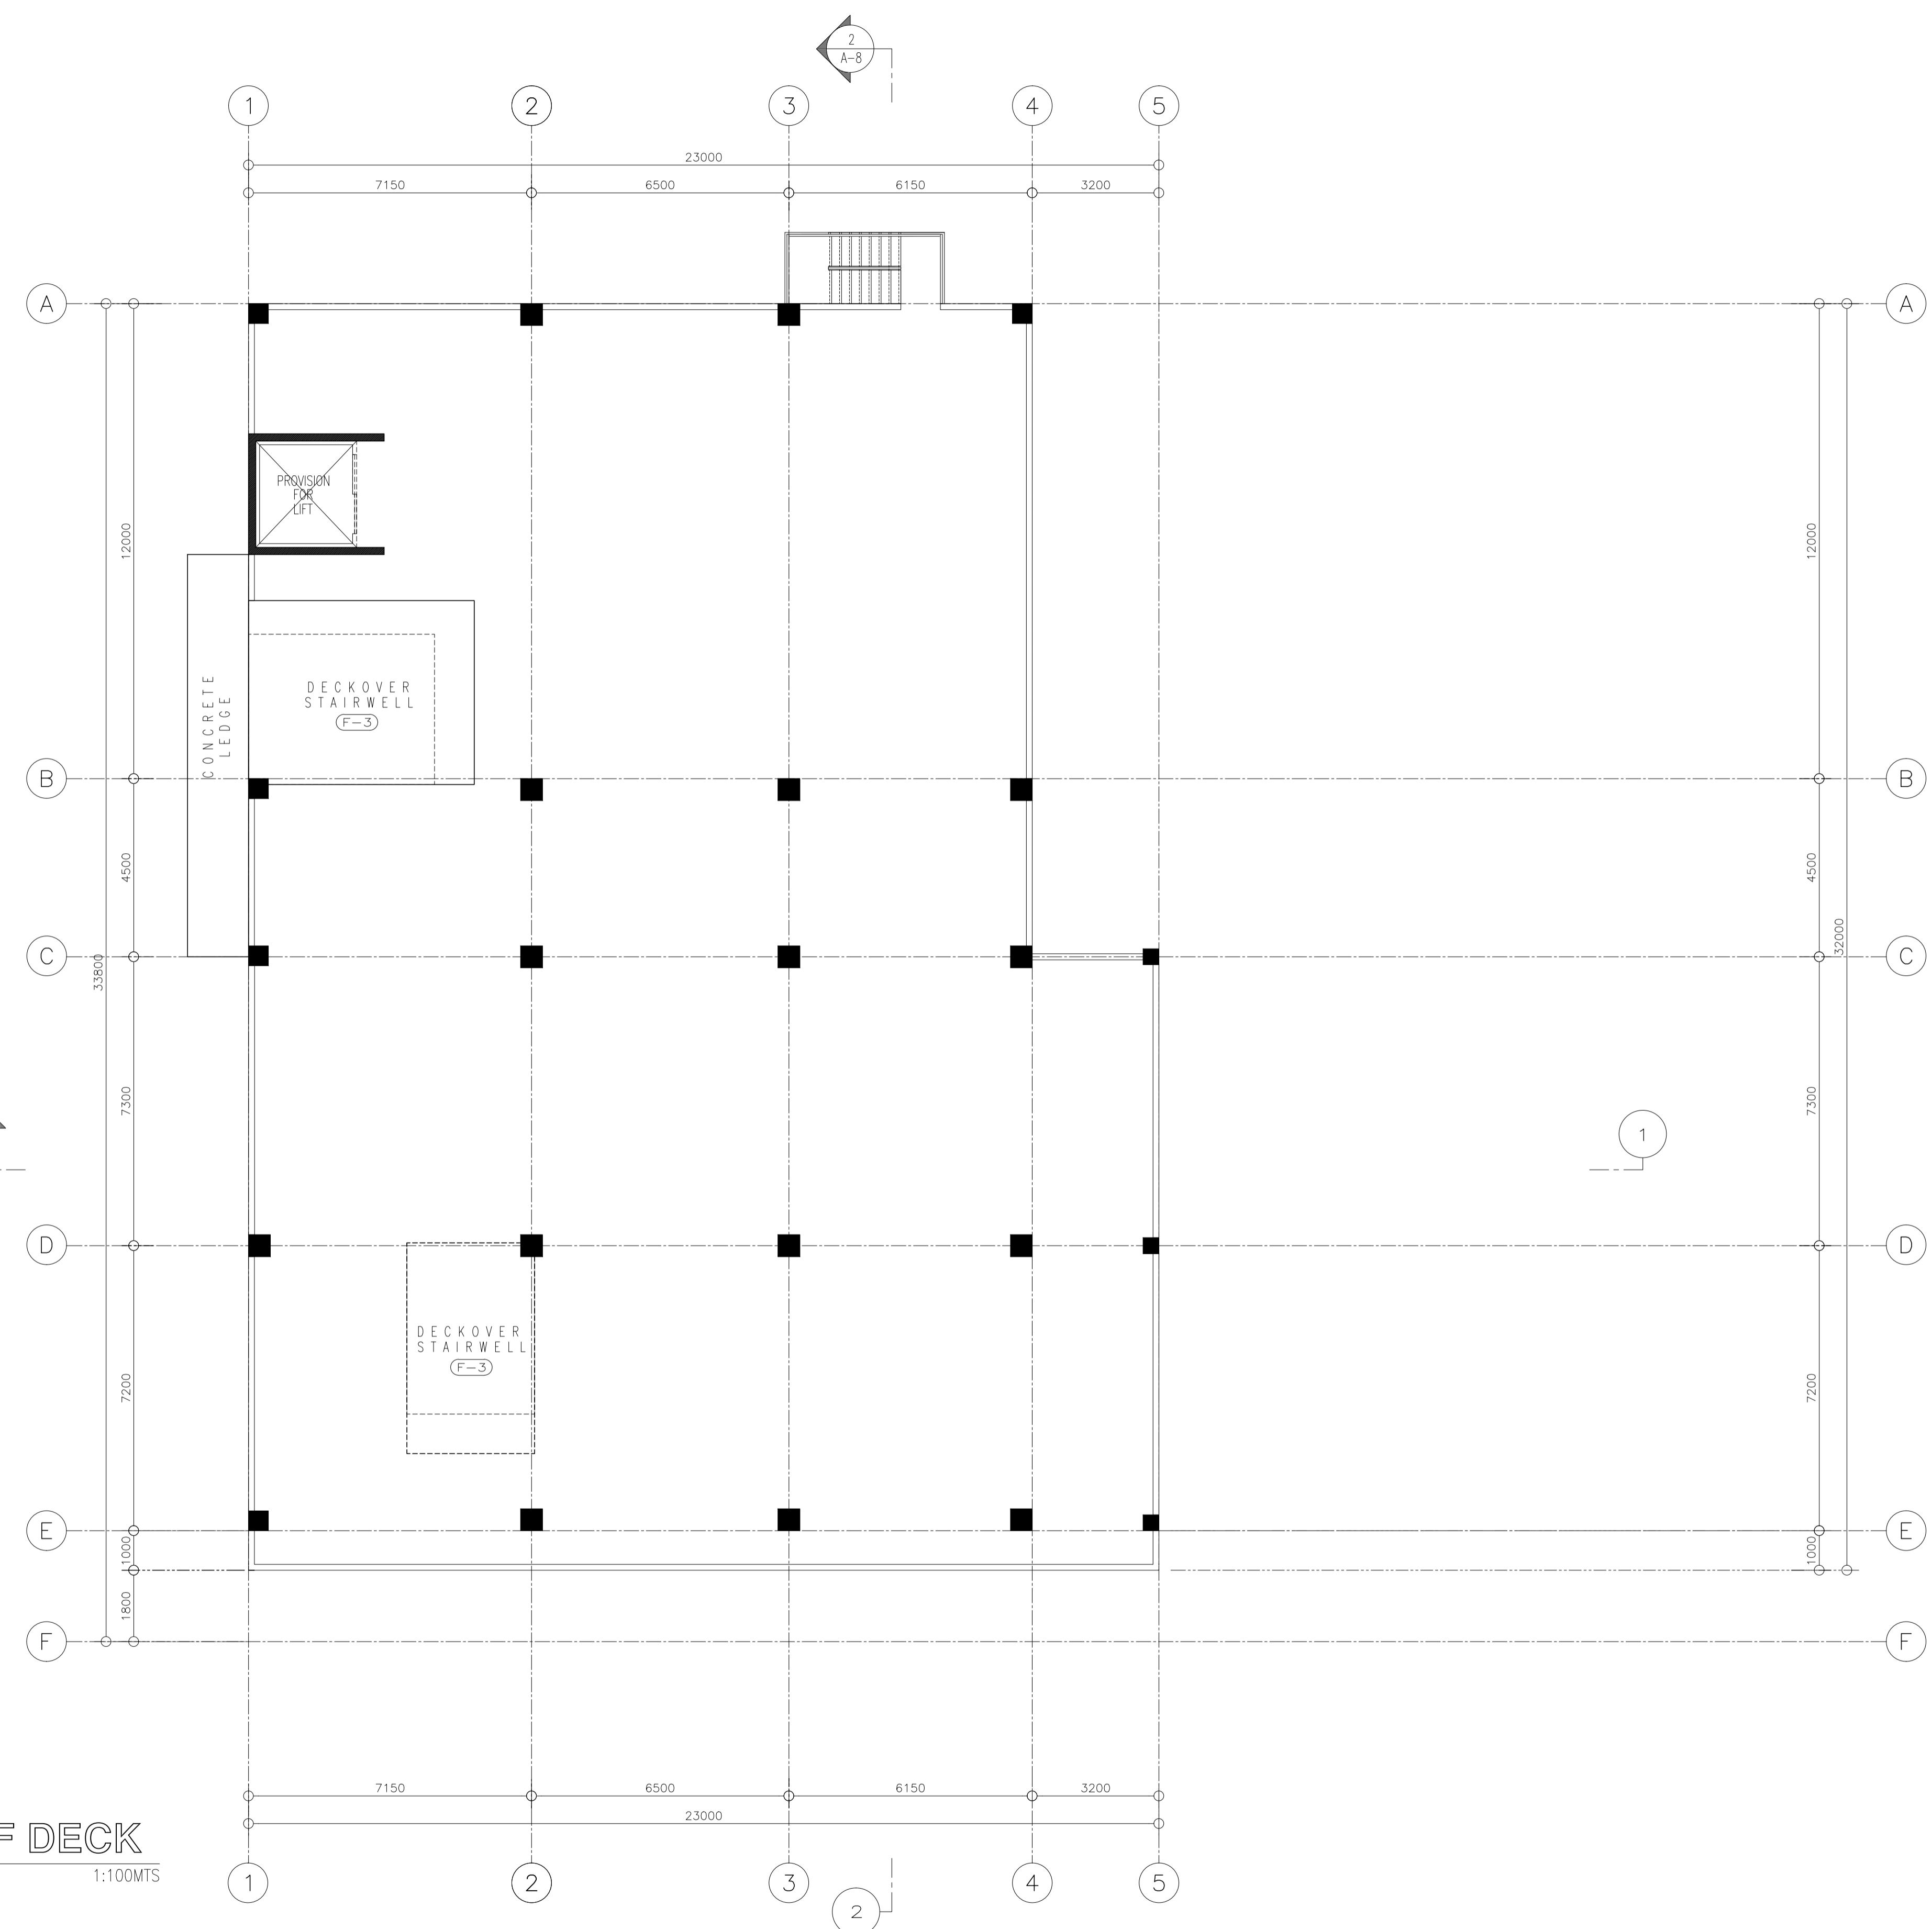 2
A-8
1
2
3
4
5
23000
7150
6500
6150
3200
A
A
PROVISION
FOR
LIFT
12000
12000
CONCRETE
LEDGE
DECKOVER
STAIRWELL
F-3
B
B
4500
4500
33800
32000
C
C
7300
7300
1
D
D
DECKOVER
STAIRWELL
F-3
7200
7200
E
E
1000
1000
1800
F
F
7150
6500
6150
3200
23000
DECK
1:100MTS
1
2
3
4
5
2